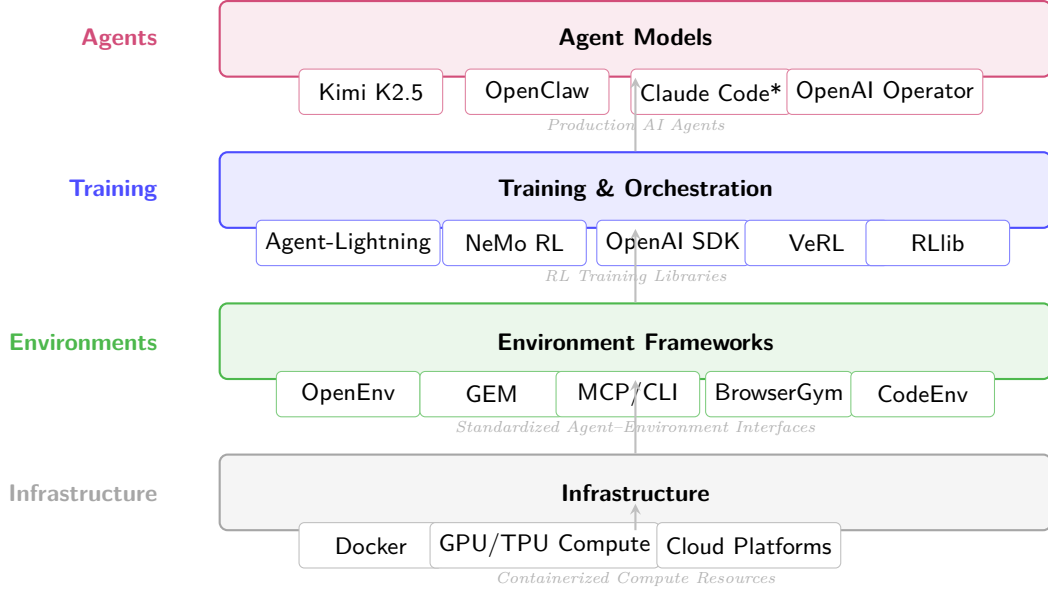 Agents
Agent Models
Kimi K2.5
OpenClaw
Claude Code*
OpenAI Operator
Production AI Agents
Training
Training & Orchestration
Agent-Lightning
NeMo RL
OpenAI SDK
VeRL
RLlib
RL Training Libraries
Environments
Environment Frameworks
OpenEnv
GEM
MCP/CLI
BrowserGym
CodeEnv
Standardized Agent–Environment Interfaces
Infrastructure
Infrastructure
Docker
GPU/TPU Compute
Cloud Platforms
Containerized Compute Resources